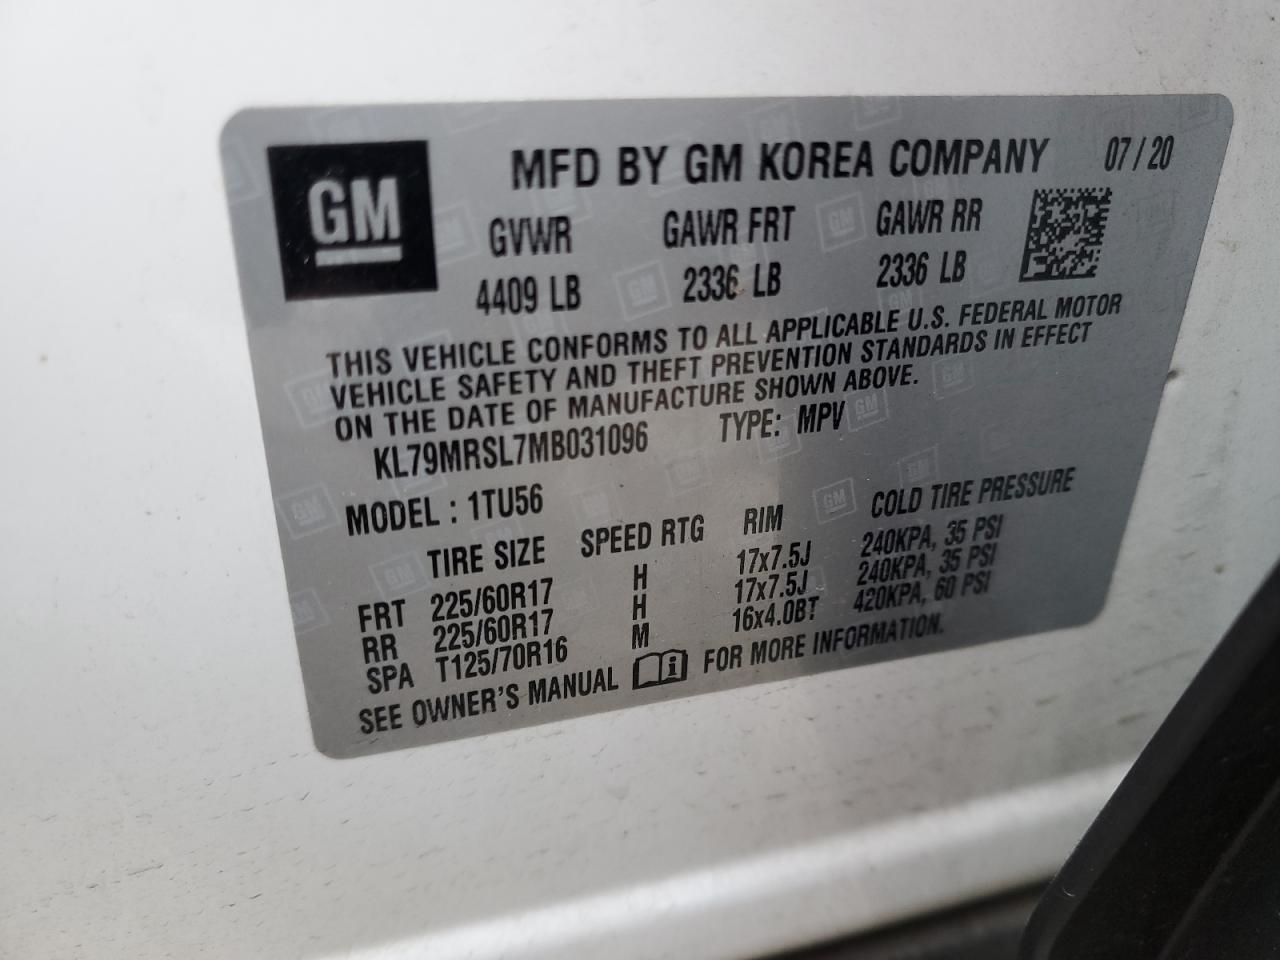 GM
MFD BY GM KOREA COMPANY 07/20
GVWR GAWR FRT GAWR RR
4409 LB 2336 LB 2336 LB
THIS VEHICLE CONFORMS TO ALL APPLICABLE U.S. FEDERAL MOTOR
VEHICLE SAFETY AND THEFT PREVENTION STANDARDS IN EFFECT
ON THE DATE OF MANUFACTURE SHOWN ABOVE.
KL79MRSL7MB031096 TYPE: MPV
MODEL : 1TU56
TIRE SIZE SPEED RTG RIM COLD TIRE PRESSURE
FRT 225/60R17 H 17x7.5J 240KPA, 35 PSI
RR 225/60R17 H 17x7.5J 240KPA, 35 PSI
SPA T125/70R16 M 16x4.0BT 420KPA, 60 PSI
SEE OWNER'S MANUAL i FOR MORE INFORMATION.